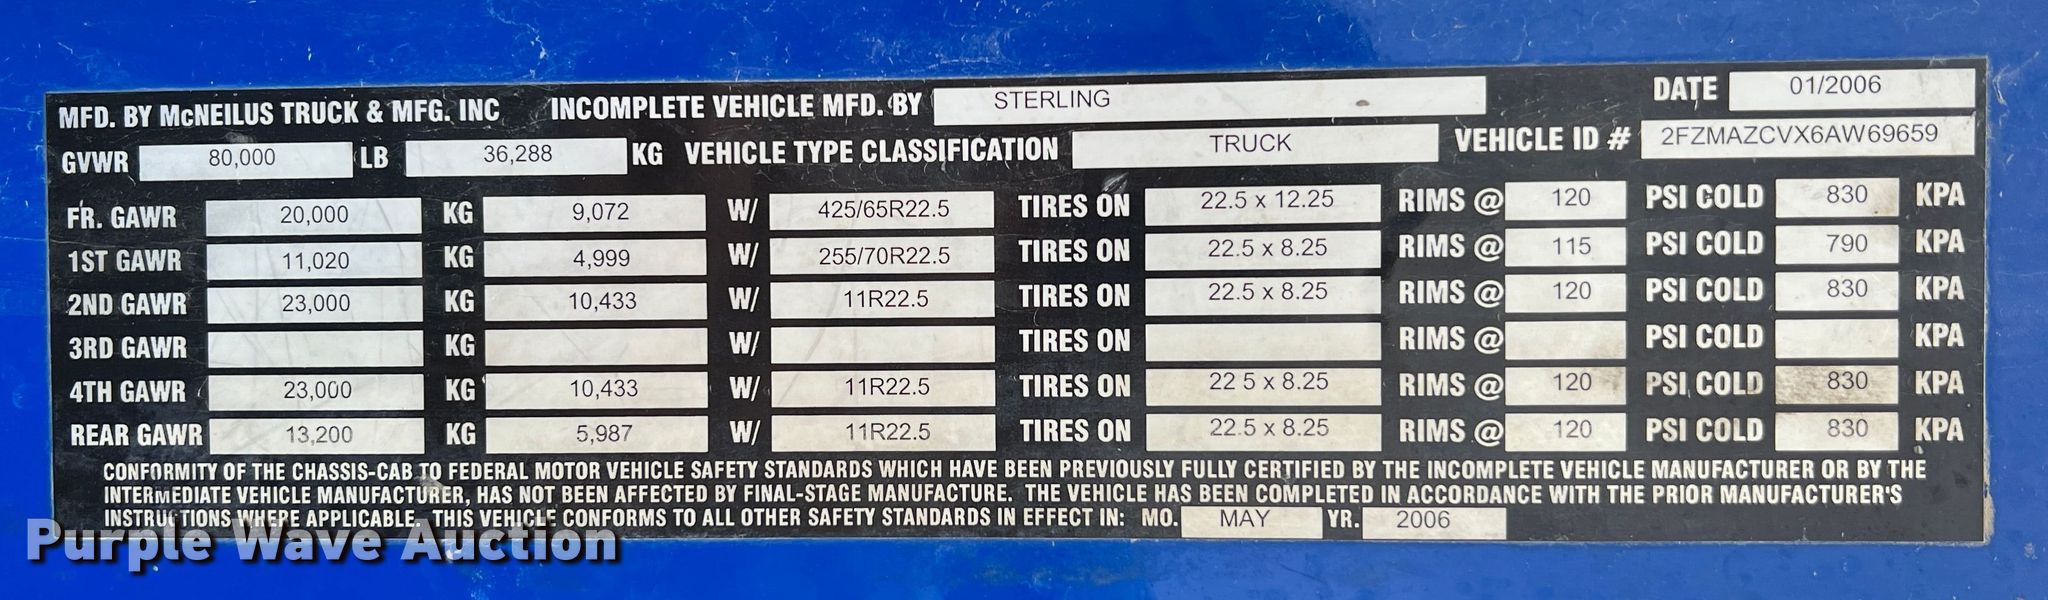 MFD. BY McNEILUS TRUCK & MFG. INC INCOMPLETE VEHICLE MFD. BY STERLING DATE 01/2006
GVWR 80,000 LB 36,288 KG VEHICLE TYPE CLASSIFICATION TRUCK VEHICLE ID # 2FZMAZCVX6AW69659
FR. GAWR 20,000 KG 9,072 W/ 425/65R22.5 TIRES ON 22.5 x 12.25 RIMS @ 120 PSI COLD 830 KPA
1ST GAWR 11,020 KG 4,999 W/ 255/70R22.5 TIRES ON 22.5 x 8.25 RIMS @ 115 PSI COLD 790 KPA
2ND GAWR 23,000 KG 10,433 W/ 11R22.5 TIRES ON 22.5 x 8.25 RIMS @ 120 PSI COLD 830 KPA
3RD GAWR KG W/ TIRES ON RIMS @ PSI COLD KPA
4TH GAWR 23,000 KG 10,433 W/ 11R22.5 TIRES ON 22 5 x 8.25 RIMS @ 120 PSI COLD 830 KPA
REAR GAWR 13,200 KG 5,987 W/ 11R22.5 TIRES ON 22.5 x 8.25 RIMS @ 120 PSI COLD 830 KPA
CONFORMITY OF THE CHASSIS-CAB TO FEDERAL MOTOR VEHICLE SAFETY STANDARDS WHICH HAVE BEEN PREVIOUSLY FULLY CERTIFIED BY THE INCOMPLETE VEHICLE MANUFACTURER OR BY THE
INTERMEDIATE VEHICLE MANUFACTURER, HAS NOT BEEN AFFECTED BY FINAL-STAGE MANUFACTURE. THE VEHICLE HAS BEEN COMPLETED IN ACCORDANCE WITH THE PRIOR MANUFACTURER'S
INSTRUCTIONS WHERE APPLICABLE. THIS VEHICLE CONFORMS TO ALL OTHER SAFETY STANDARDS IN EFFECT IN: MO. MAY YR. 2006
Purple Wave Auction